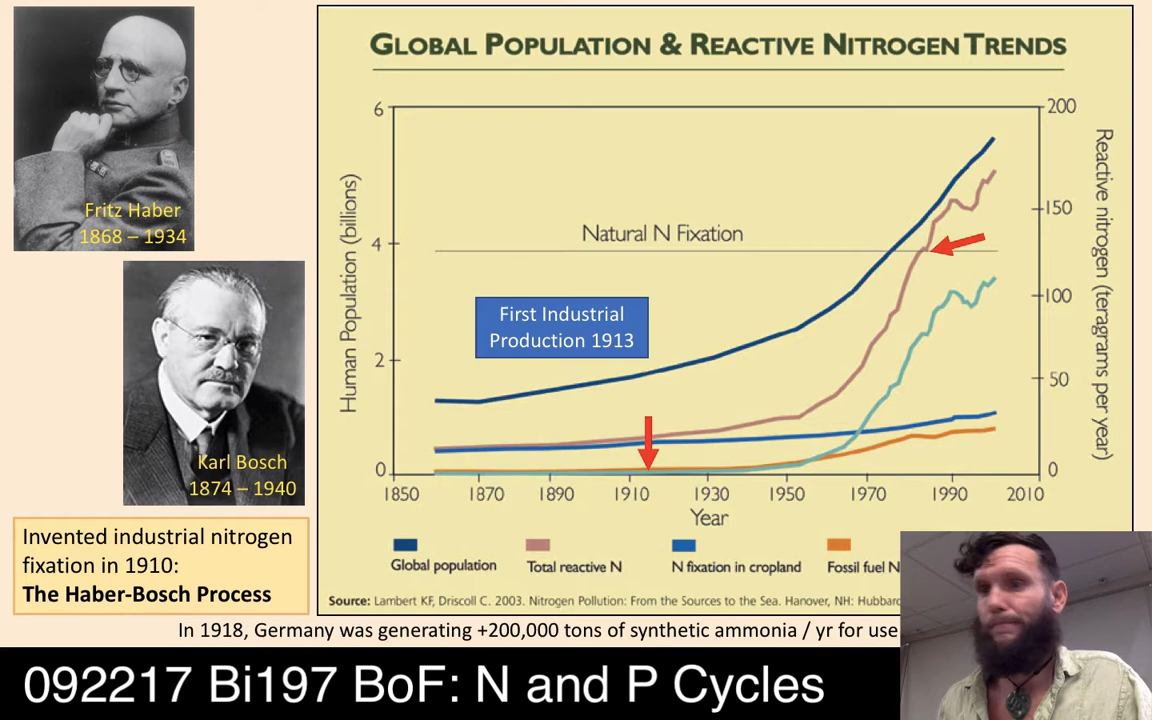 GLOBAL POPULATION & REACTIVE NITROGEN TRENDS
Fritz Haber
1868 – 1934
Karl Bosch
1874 – 1940
Invented industrial nitrogen
fixation in 1910:
The Haber-Bosch Process
Human Population (billions)
6
4
2
0
Natural N Fixation
First Industrial
Production 1913
200
150
100
50
0
Reactive nitrogen (teragrams per year)
1850 1870 1890 1910 1930 1950 1970 1990 2010
Year
Global population Total reactive N N fixation in cropland Fossil fuel N
Source: Lambert KF, Driscoll C. 2003. Nitrogen Pollution: From the Sources to the Sea. Hanover, NH: Hubbard
In 1918, Germany was generating +200,000 tons of synthetic ammonia / yr for use
092217 Bi197 BoF: N and P Cycles